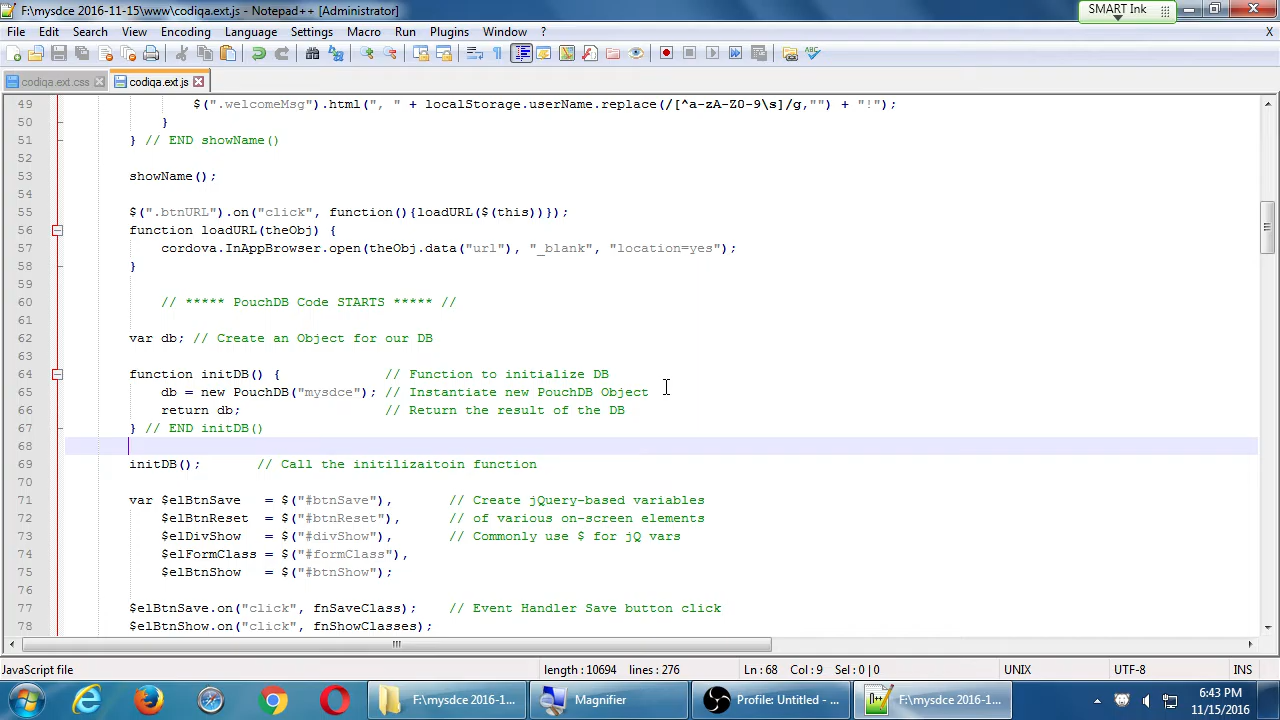 F:\mysdce 2016-11-15\www\codiqa.ext.js - Notepad++ [Administrator]
SMART Ink
File Edit Search View Encoding Language Settings Macro Run Plugins Window ? X
codiqa.ext.css codiqa.ext.js
49 $(".welcomeMsg").html(", " + localStorage.userName.replace(/[^a-zA-Z0-9\s]/g,"") + "!");
50 }
51 } // END showName()
52
53 showName();
54
55 $(".btnURL").on("click", function(){loadURL($(this))});
56 function loadURL(theObj) {
57 cordova.InAppBrowser.open(theObj.data("url"), "_blank", "location=yes");
58 }
59
60 // ***** PouchDB Code STARTS ***** //
61
62 var db; // Create an Object for our DB
63
64 function initDB() { // Function to initialize DB
65 db = new PouchDB("mysdce"); // Instantiate new PouchDB Object
66 return db; // Return the result of the DB
67 } // END initDB()
68
69 initDB(); // Call the initilizaitoin function
70
71 var $elBtnSave = $("#btnSave"), // Create jQuery-based variables
72 $elBtnReset = $("#btnReset"), // of various on-screen elements
73 $elDivShow = $("#divShow"), // Commonly use $ for jQ vars
74 $elFormClass = $("#formClass"),
75 $elBtnShow = $("#btnShow");
76
77 $elBtnSave.on("click", fnSaveClass); // Event Handler Save button click
78 $elBtnShow.on("click", fnShowClasses);
JavaScript file length : 10694 lines : 276 Ln : 68 Col : 9 Sel : 0 | 0 UNIX UTF-8 INS
F:\mysdce 2016-1... Magnifier Profile: Untitled - ... F:\mysdce 2016-1... 6:43 PM
11/15/2016